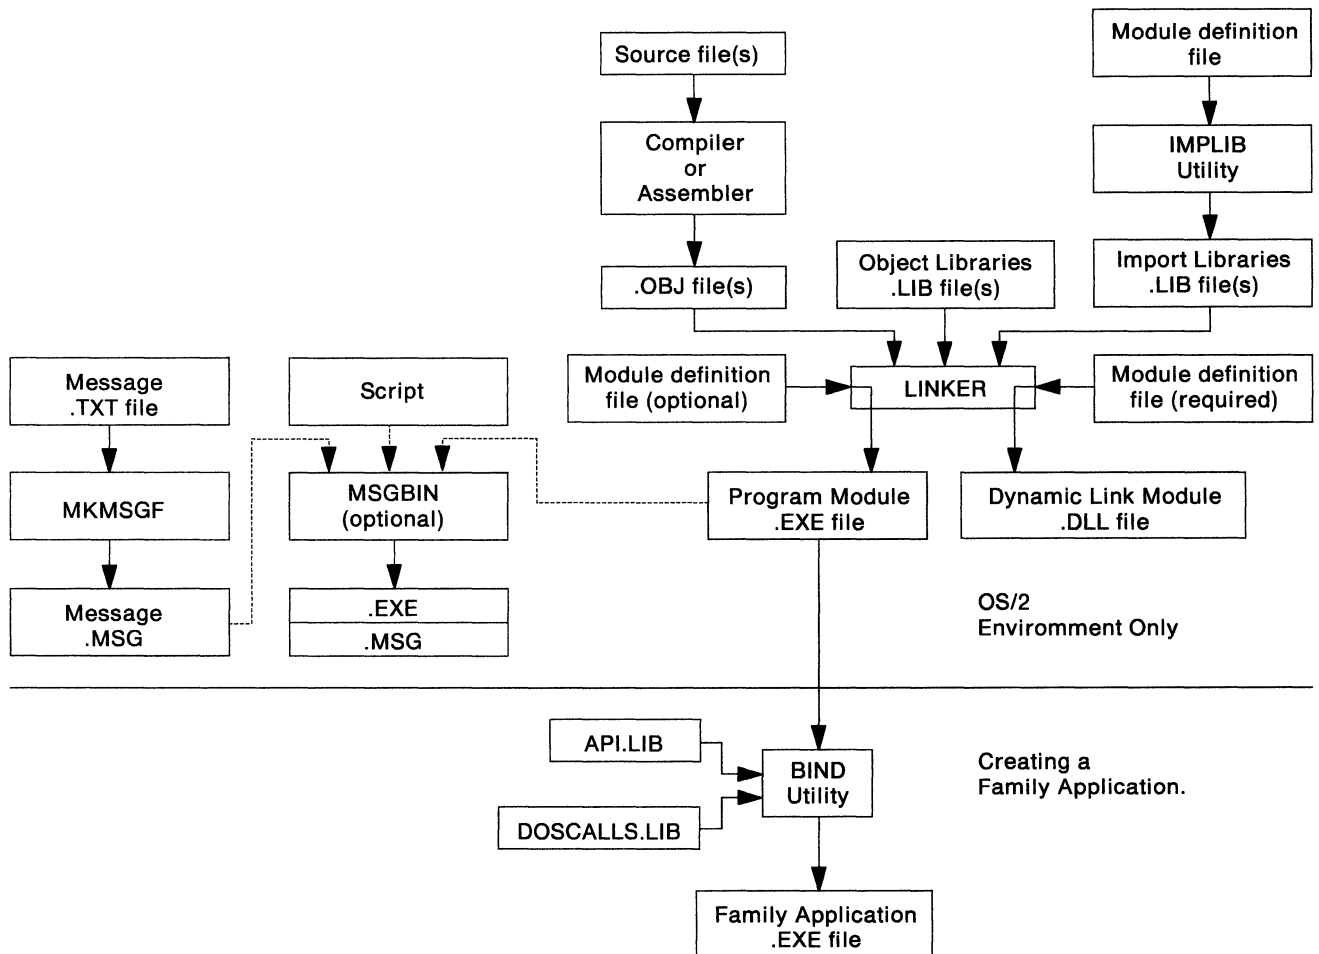 Source file(s)
Module definition
file
Compiler
or
Assembler
IMPLIB
Utility
.OBJ file(s)
Object Libraries
.LIB file(s)
Import Libraries
.LIB file(s)
Message
.TXT file
Script
Module definition
file (optional)
LINKER
Module definition
file (required)
MKMSGF
MSGBIN
(optional)
Program Module
.EXE file
Dynamic Link Module
.DLL file
Message
.MSG
.EXE
.MSG
OS/2
Enviromment Only
API.LIB
BIND
Utility
Creating a
Family Application.
DOSCALLS.LIB
Family Application
.EXE file